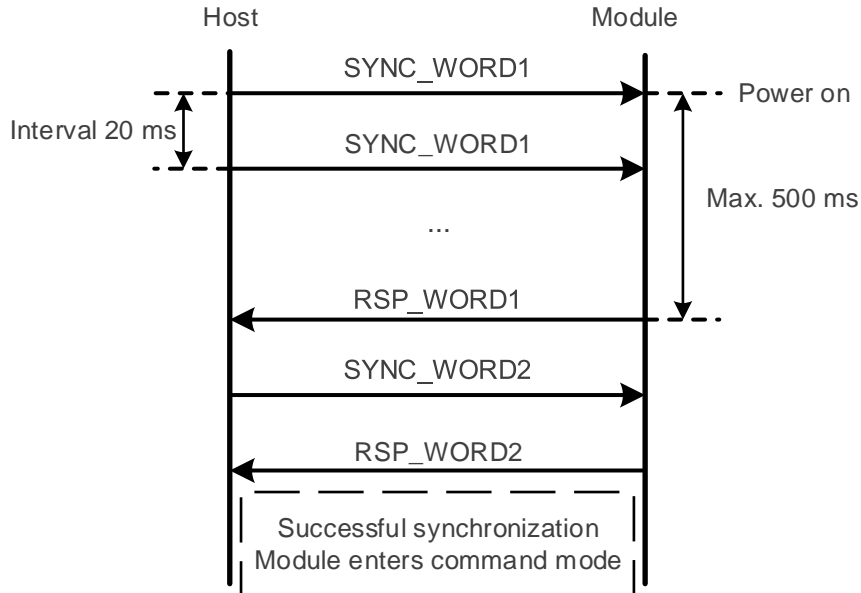 Host
Module
SYNC_WORD1
Power on
Interval 20 ms
SYNC_WORD1
Max. 500 ms
...
RSP_WORD1
SYNC_WORD2
RSP_WORD2
Successful synchronization
Module enters command mode